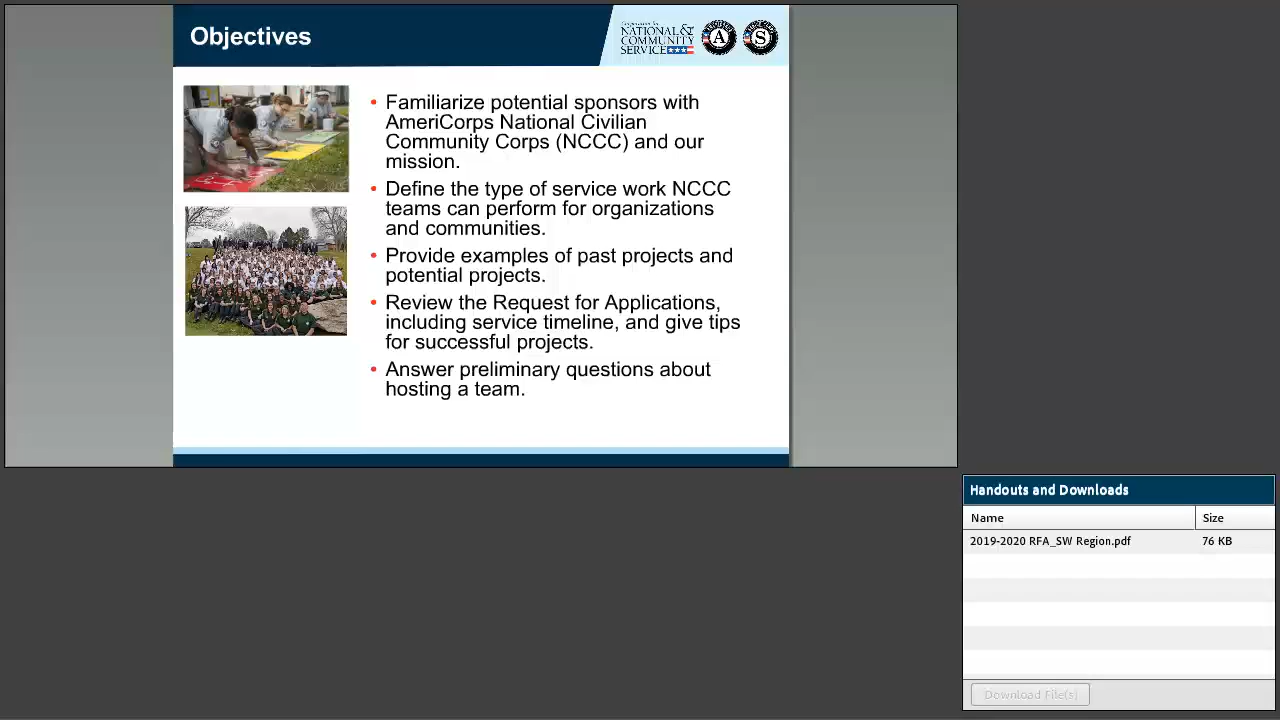 Objectives
Corporation for
NATIONAL &
COMMUNITY
SERVICE
A
S
• Familiarize potential sponsors with
AmeriCorps National Civilian
Community Corps (NCCC) and our
mission.
• Define the type of service work NCCC
teams can perform for organizations
and communities.
• Provide examples of past projects and
potential projects.
• Review the Request for Applications,
including service timeline, and give tips
for successful projects.
• Answer preliminary questions about
hosting a team.
Handouts and Downloads
Name Size
2019-2020 RFA_SW Region.pdf 76 KB
Download File(s)